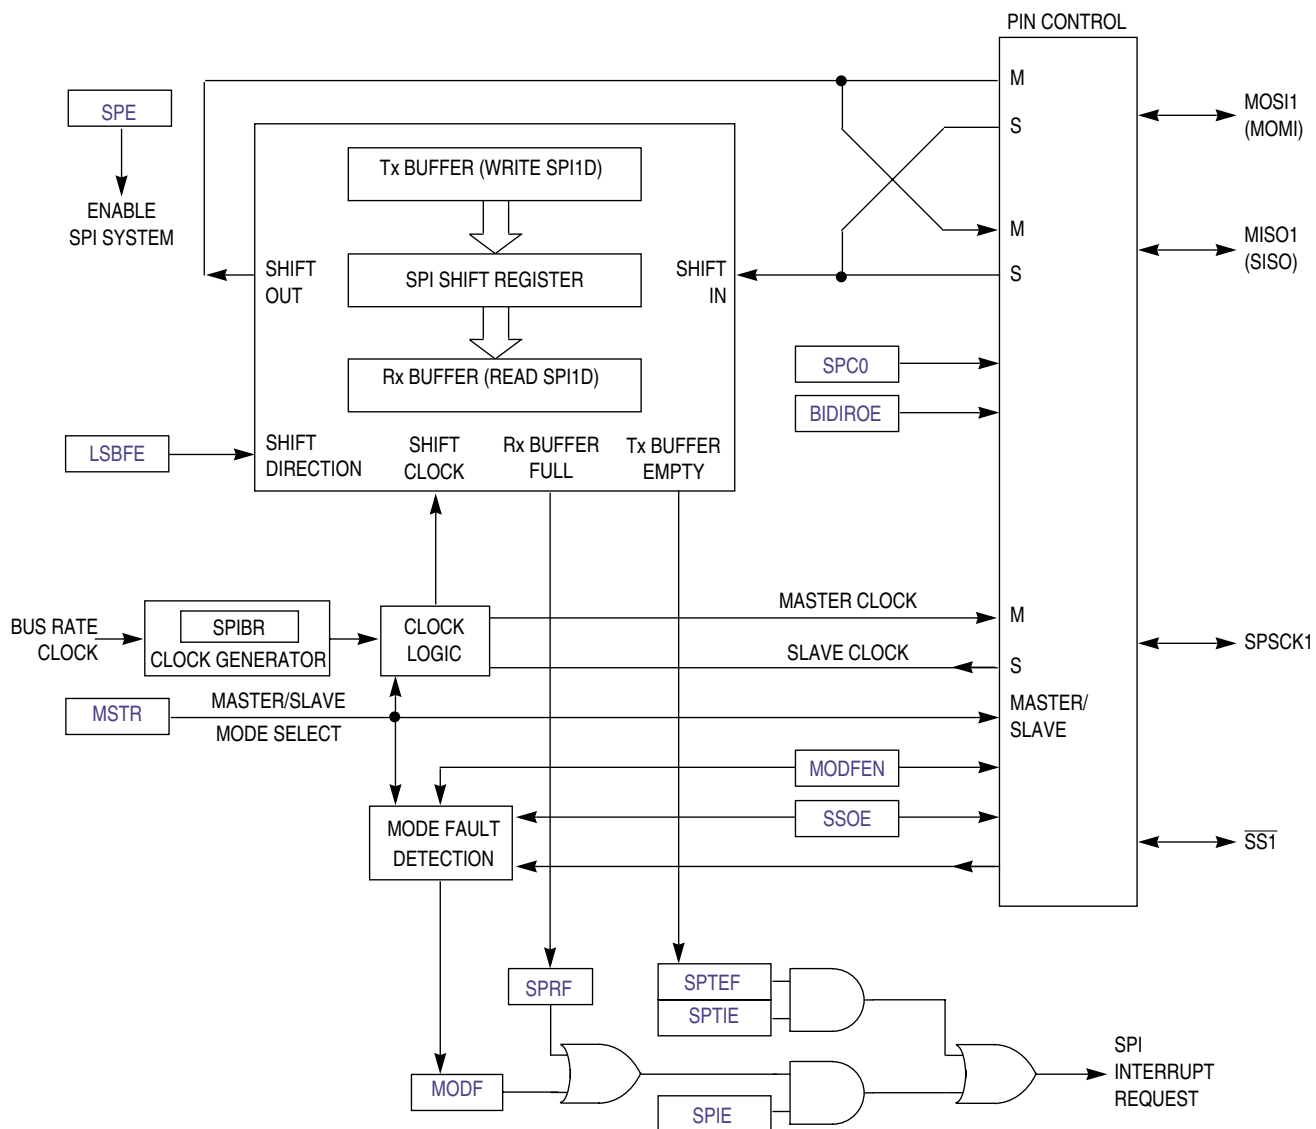 PIN CONTROL
M
S
M
S
MOSI1
(MOMI)
MISO1
(SISO)
SPE
ENABLE
SPI SYSTEM
Tx BUFFER (WRITE SPI1D)
SHIFT
OUT
SPI SHIFT REGISTER
SHIFT
IN
Rx BUFFER (READ SPI1D)
SPC0
BIDIROE
LSBFE
SHIFT
DIRECTION
SHIFT
CLOCK
Rx BUFFER
FULL
Tx BUFFER
EMPTY
BUS RATE
CLOCK
SPIBR
CLOCK GENERATOR
CLOCK
LOGIC
MASTER CLOCK
M
SLAVE CLOCK
S
SPSCK1
MSTR
MASTER/SLAVE
MODE SELECT
MASTER/
SLAVE
MODFEN
SSOE
MODE FAULT
DETECTION
SS1
SPRF
SPTEF
SPTIE
MODF
SPIE
SPI
INTERRUPT
REQUEST